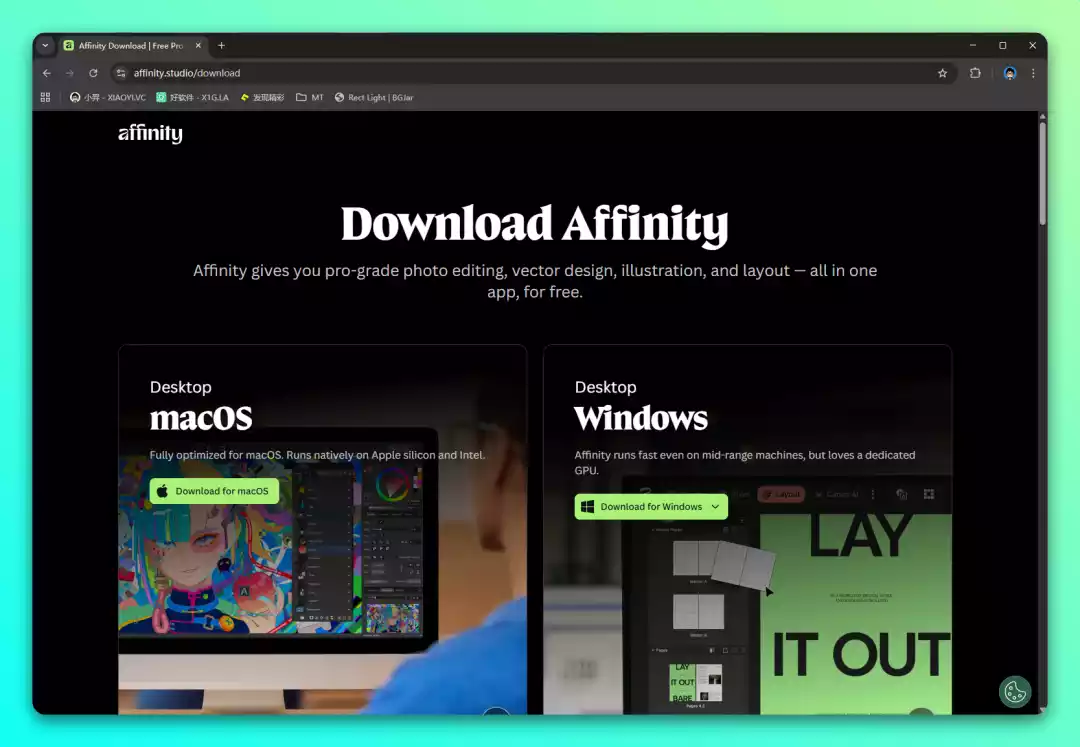 Affinity Download | Free Pro
affinity.studio/download
小羿 - XIAOYI.VC
好软件 - X1G.LA
发现精彩
MT
Rect Light | BGJar
affinity
Download Affinity
Affinity gives you pro-grade photo editing, vector design, illustration, and layout — all in one
app, for free.
Desktop
macOS
Fully optimized for macOS. Runs natively on Apple silicon and Intel.
Download for macOS
Desktop
Windows
Affinity runs fast even on mid-range machines, but loves a dedicated
GPU.
Download for Windows
Layout
Canva AI
LAY
IT OUT
Pages
LAY
IT OUT
BARE